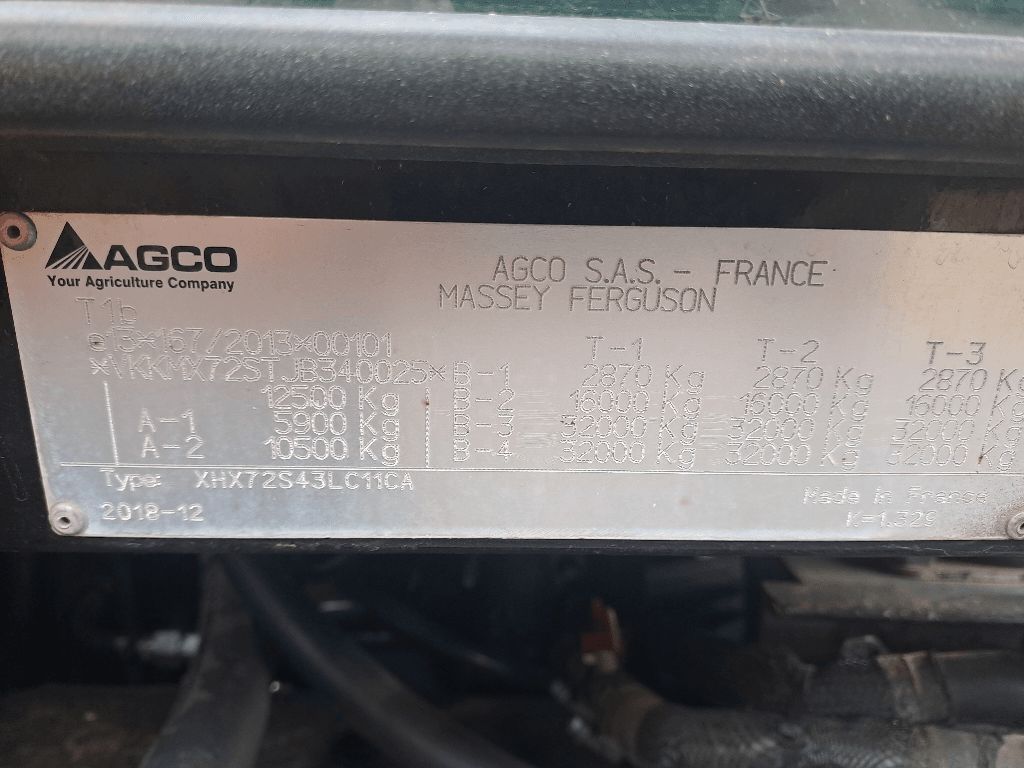 AGCO
Your Agriculture Company
AGCO S.A.S. - FRANCE
MASSEY FERGUSON
T1b
e13*167/2013*00101
*VKKMX72STJB340025*
T-1 T-2 T-3
12500 Kg B-1 2870 Kg 2870 Kg 2870 Kg
A-1 5900 Kg B-2 16000 Kg 16000 Kg 16000 Kg
A-2 10500 Kg B-3 32000 Kg 32000 Kg 32000 Kg
B-4 32000 Kg 32000 Kg 32000 Kg
Type: XHX72S43LC11CA
Made in France
2018-12
K=1.329